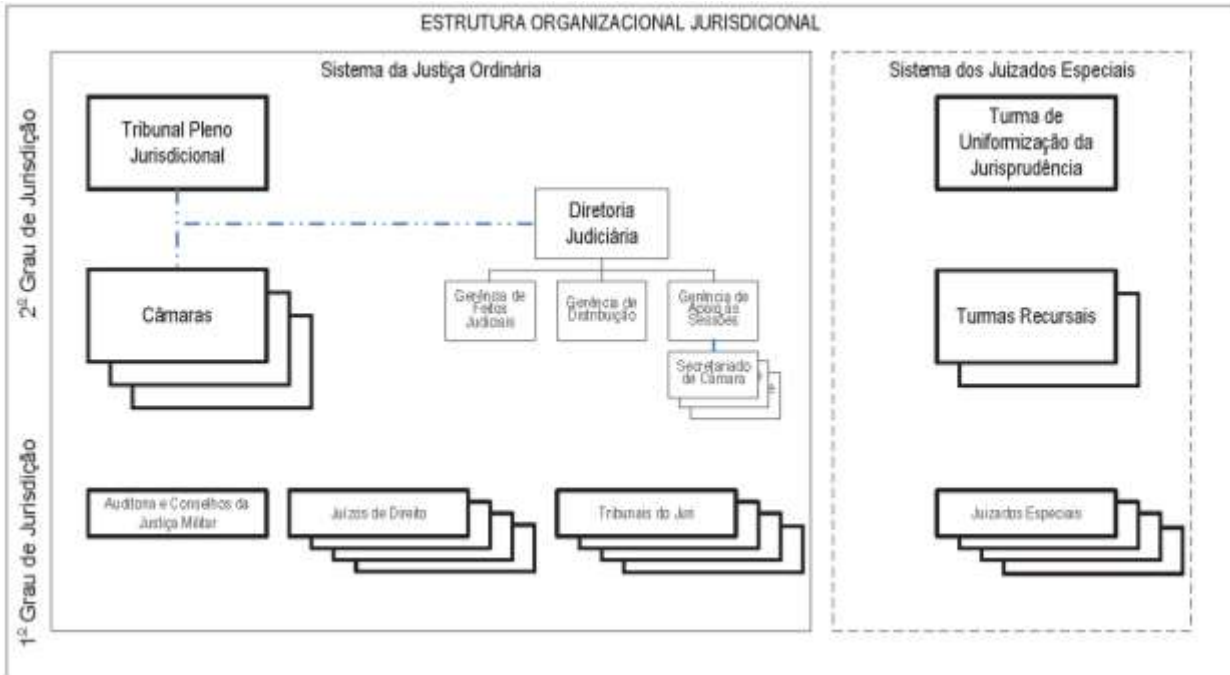 ESTRUTURA ORGANIZACIONAL JURISDICIONAL
Sistema da Justiça Ordinária
Sistema dos Juizados Especiais
2º Grau de Jurisdição
Tribunal Pleno
Jurisdicional
Turma de
Uniformização da
Jurisprudência
Diretoria
Judiciária
Câmaras
Gerência de
Feitos
Judiciais
Gerência de
Distribuição
Gerência de
Apoio às
Sessões
Secretariado
de Câmara
Turmas Recursais
1º Grau de Jurisdição
Auditoria e Conselhos da
Justiça Militar
Juízos de Direito
Tribunais do Juri
Juizados Especiais